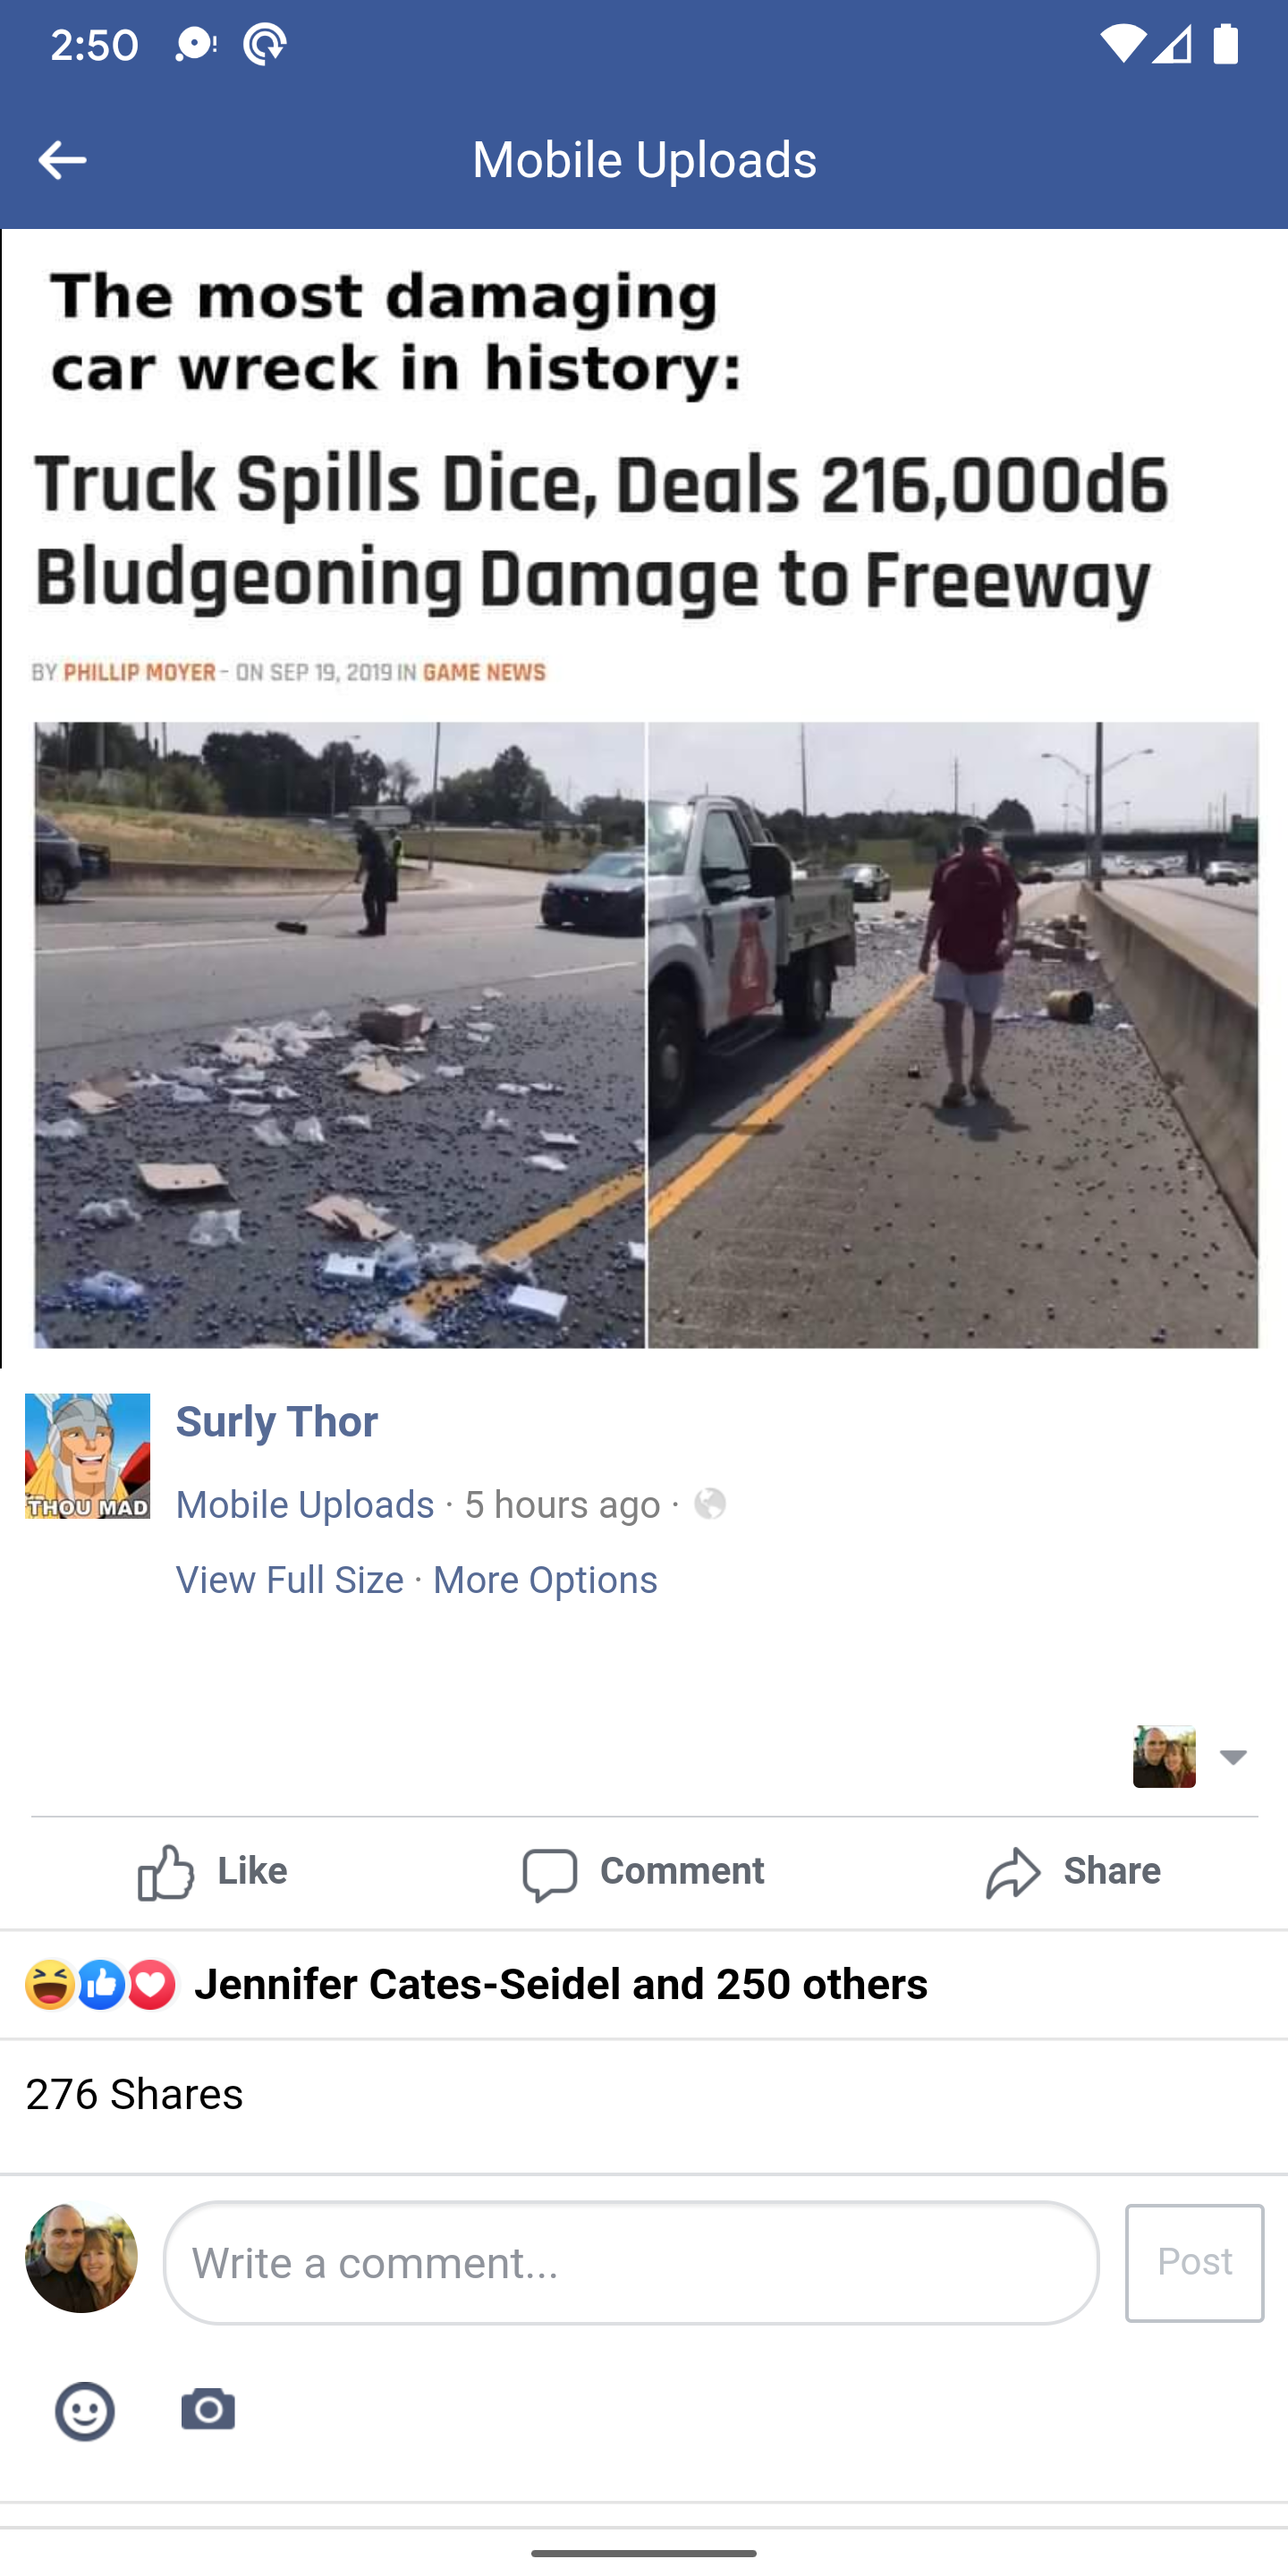 2:50
Mobile Uploads
The most damaging
car wreck in history:
Truck Spills Dice, Deals 216,000d6
Bludgeoning Damage to Freeway
BY PHILLIP MOYER - ON SEP 19, 2019 IN GAME NEWS
THOU MAD
Surly Thor
Mobile Uploads · 5 hours ago ·
View Full Size · More Options
Like Comment Share
Jennifer Cates-Seidel and 250 others
276 Shares
Write a comment... Post